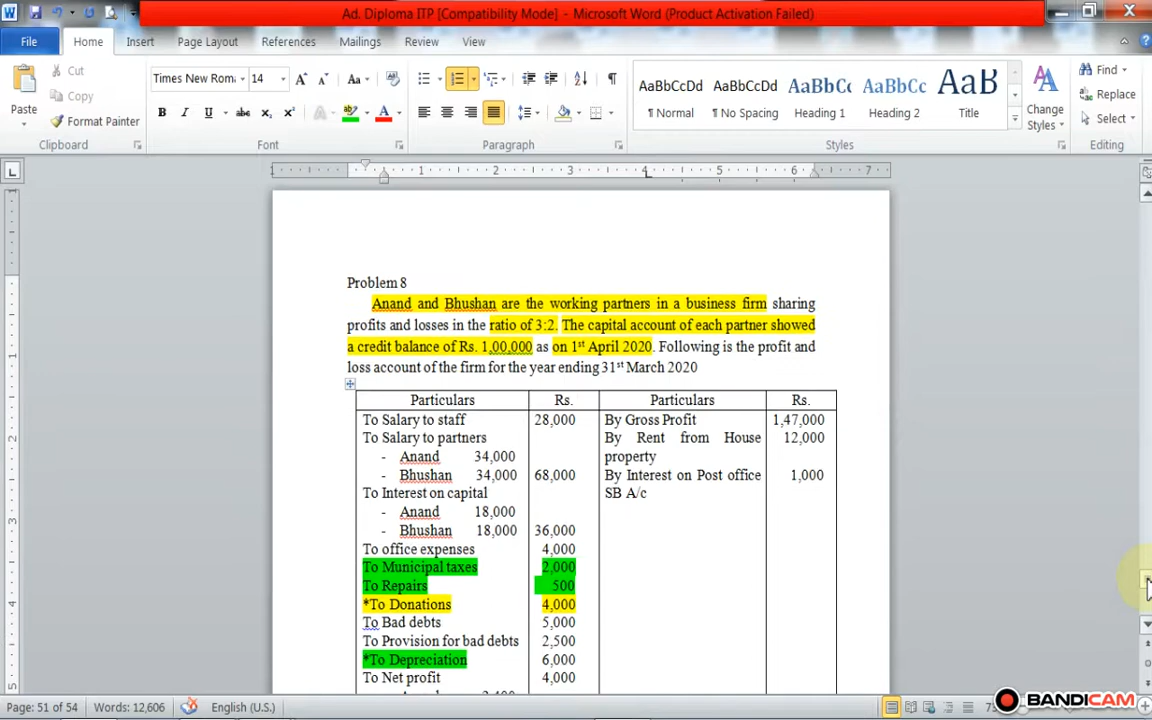 Ad. Diploma ITP [Compatibility Mode] - Microsoft Word (Product Activation Failed)
File Home Insert Page Layout References Mailings Review View
Paste
Cut
Copy
Format Painter
Clipboard
Times New Rom 14
Font
Paragraph
AaBbCcDd AaBbCcDd AaBbCc AaBbCcD AaB
¶ Normal ¶ No Spacing Heading 1 Heading 2 Title
Styles
Change Styles
Find
Replace
Select
Editing
Problem 8
Anand and Bhushan are the working partners in a business firm sharing
profits and losses in the ratio of 3:2. The capital account of each partner showed
a credit balance of Rs. 1,00,000 as on 1st April 2020. Following is the profit and
loss account of the firm for the year ending 31st March 2020
Particulars Rs. Particulars Rs.
To Salary to staff 28,000 By Gross Profit 1,47,000
To Salary to partners By Rent from House 12,000
- Anand 34,000 property
- Bhushan 34,000 68,000 By Interest on Post office 1,000
To Interest on capital SB A/c
- Anand 18,000
- Bhushan 18,000 36,000
To office expenses 4,000
To Municipal taxes 2,000
To Repairs 500
*To Donations 4,000
To Bad debts 5,000
To Provision for bad debts 2,500
*To Depreciation 6,000
To Net profit 4,000
Page: 51 of 54 Words: 12,606 English (U.S.)
BANDICAM